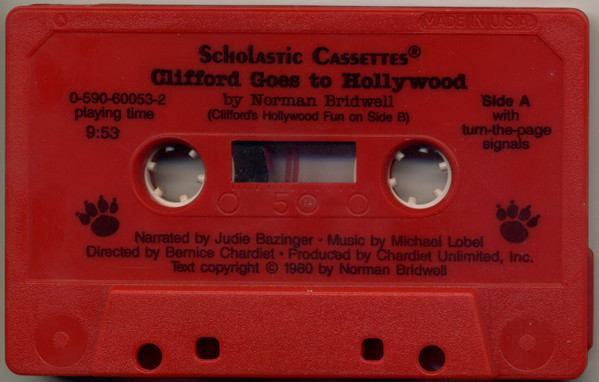 A
MADE IN U.S.A.
Scholastic Cassettes®
Clifford Goes to Hollywood
by Norman Bridwell
(Clifford's Hollywood Fun on Side B)
0-590-60053-2
playing time
9:53
Side A
with
turn-the-page
signals
50
Narrated by Judie Bazinger • Music by Michael Lobel
Directed by Bernice Chardiet • Produced by Chardiet Unlimited, Inc.
Text copyright © 1980 by Norman Bridwell